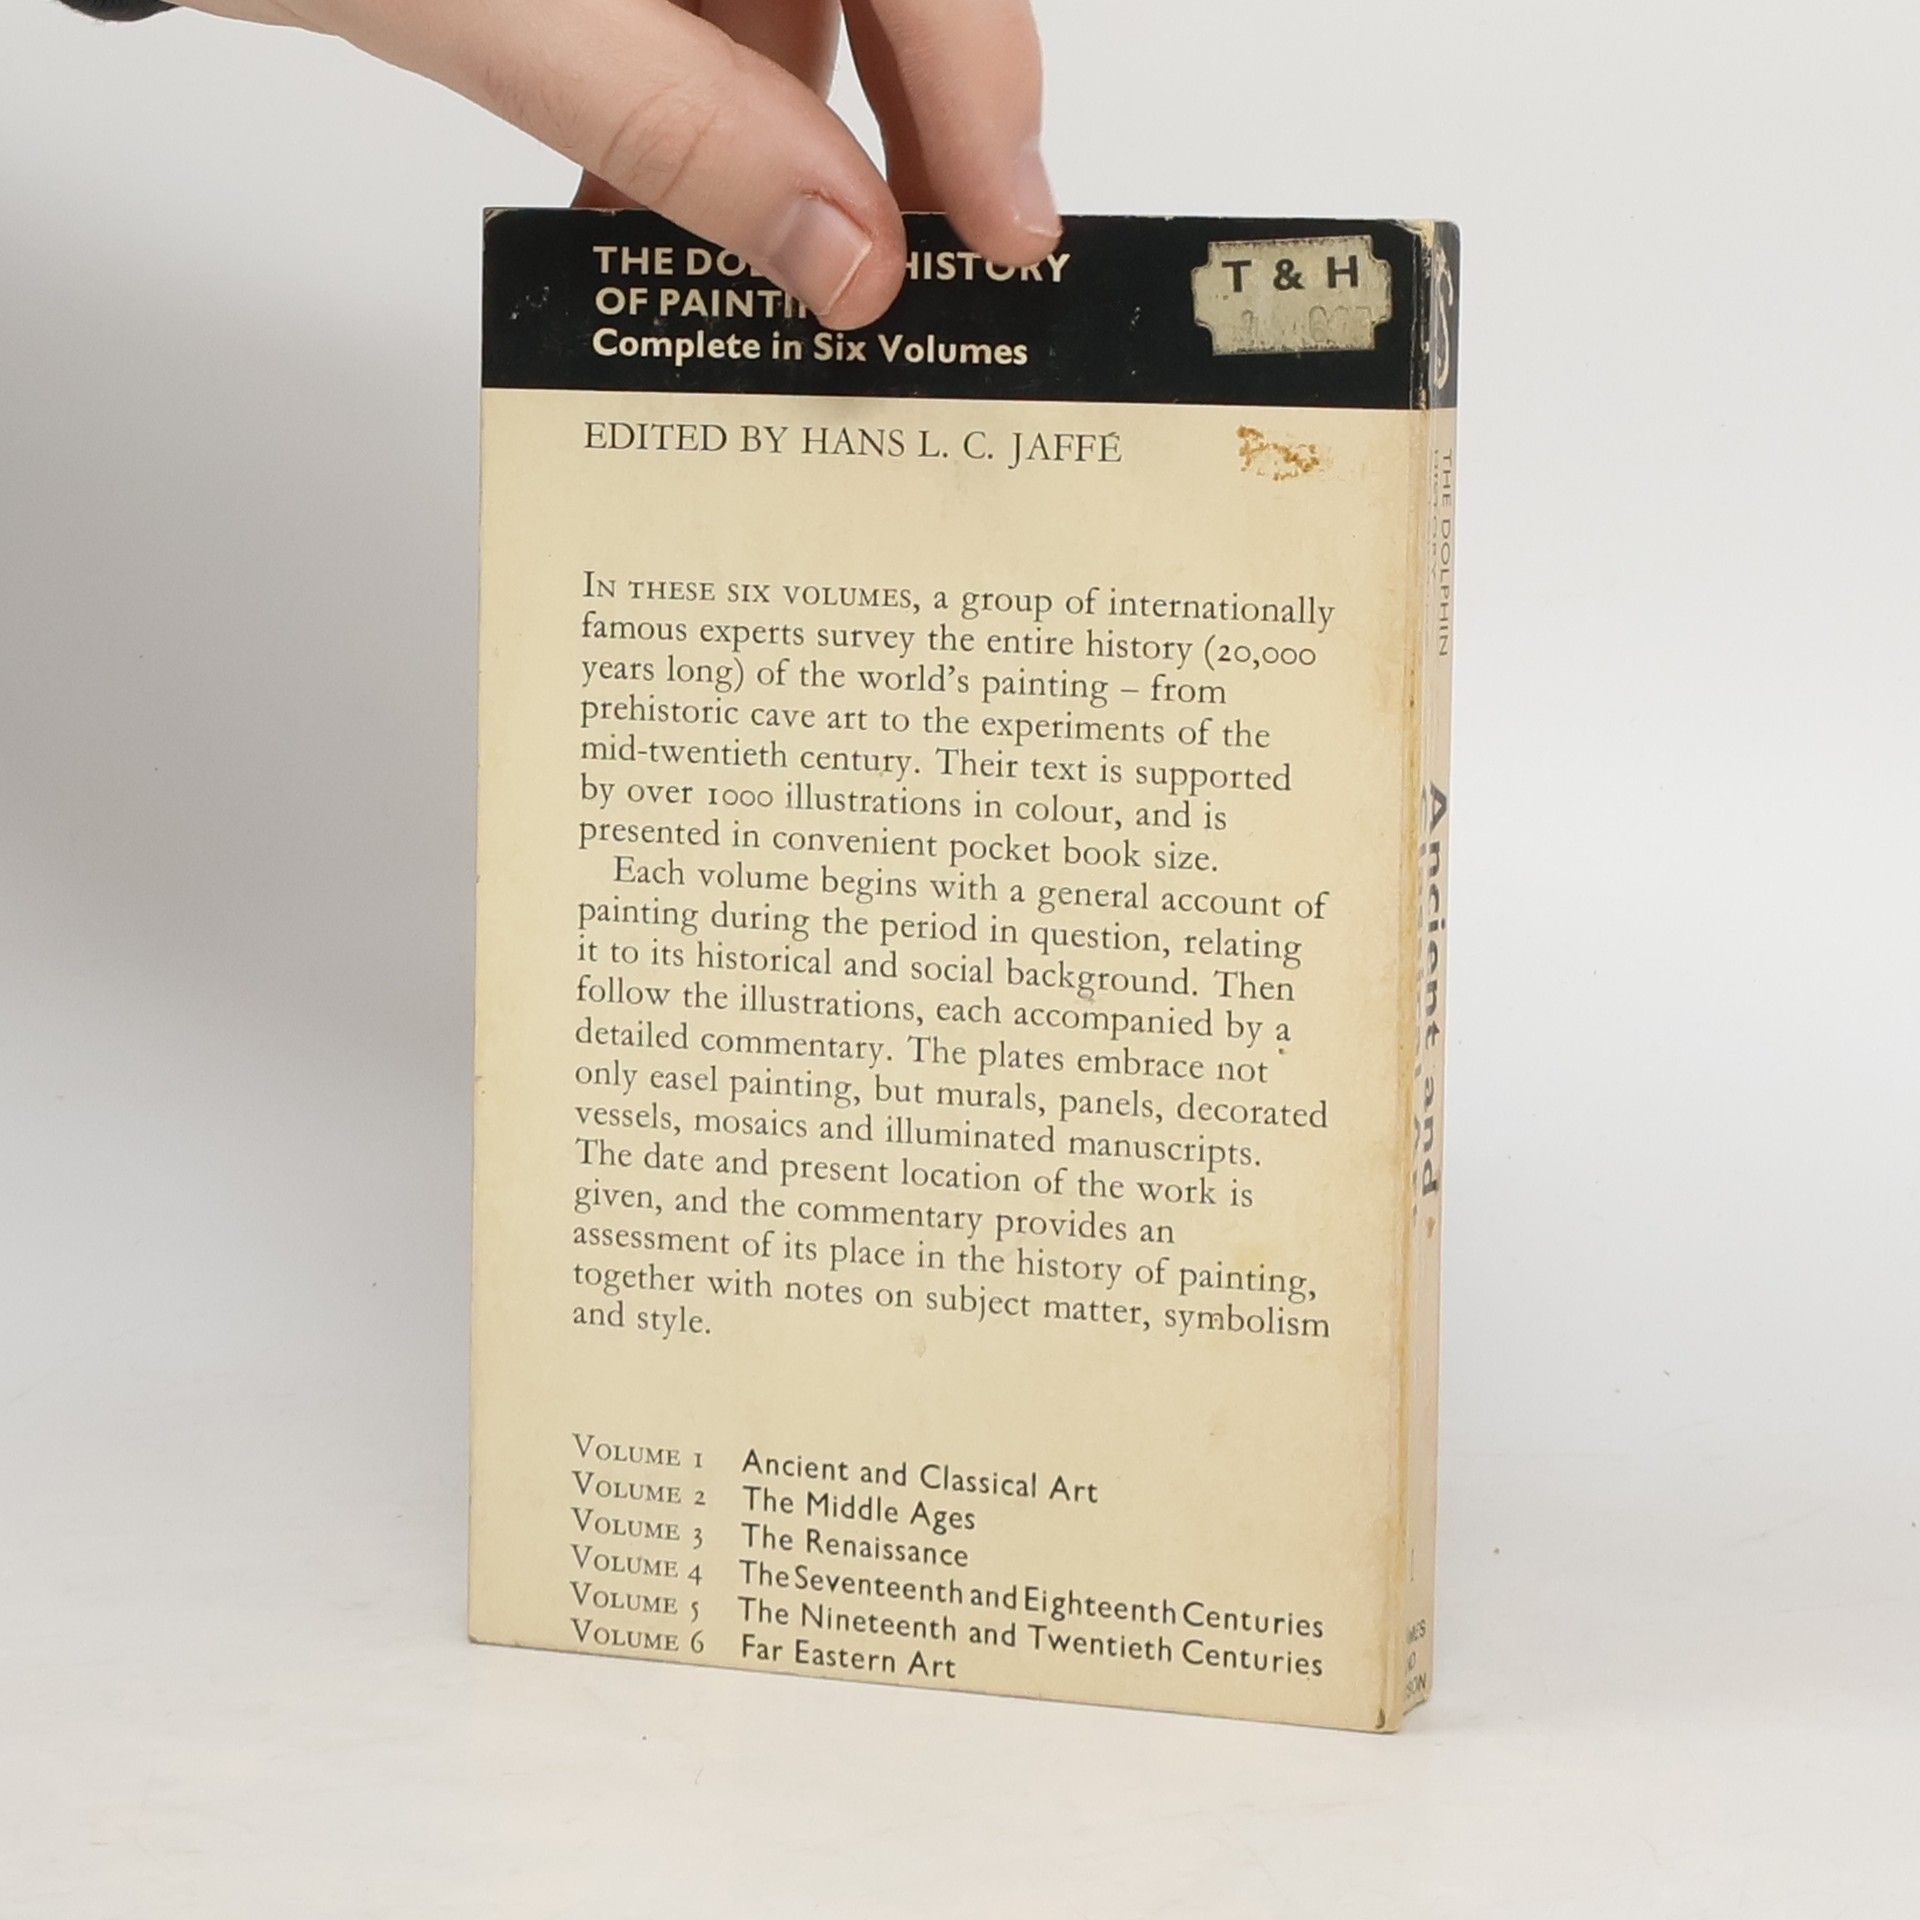 THE DO HISTORY
OF PAINTI
Complete in Six Volumes
T & H
EDITED BY HANS L. C. JAFFÉ
IN THESE SIX VOLUMES, a group of internationally
famous experts survey the entire history (20,000
years long) of the world's painting – from
prehistoric cave art to the experiments of the
mid-twentieth century. Their text is supported
by over 1000 illustrations in colour, and is
presented in convenient pocket book size.
Each volume begins with a general account of
painting during the period in question, relating
it to its historical and social background. Then
follow the illustrations, each accompanied by a
detailed commentary. The plates embrace not
only easel painting, but murals, panels, decorated
vessels, mosaics and illuminated manuscripts.
The date and present location of the work is
given, and the commentary provides an
assessment of its place in the history of painting,
together with notes on subject matter, symbolism
and style.
VOLUME 1 Ancient and Classical Art
VOLUME 2 The Middle Ages
VOLUME 3 The Renaissance
VOLUME 4 The Seventeenth and Eighteenth Centuries
VOLUME 5 The Nineteenth and Twentieth Centuries
VOLUME 6 Far Eastern Art
THE DOLPHIN
Ancient and